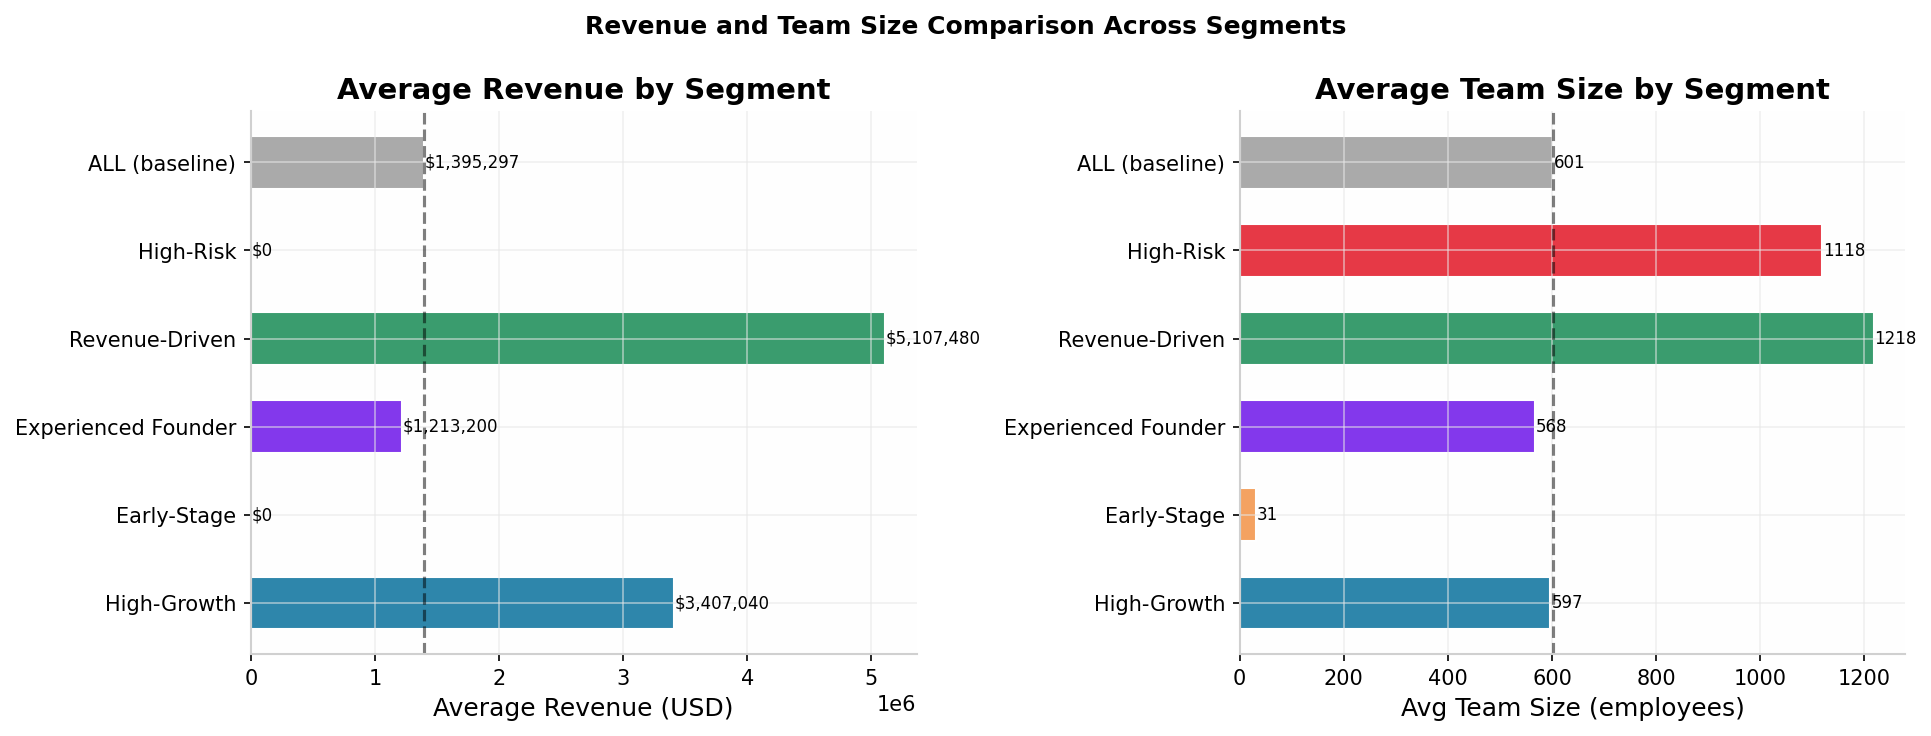 Revenue and Team Size Comparison Across Segments
Average Revenue by Segment
ALL (baseline)
$1,395,297
High-Risk
$0
Revenue-Driven
$5,107,480
Experienced Founder
$1,213,200
Early-Stage
$0
High-Growth
$3,407,040
0 1 2 3 4 5
1e6
Average Revenue (USD)
Average Team Size by Segment
ALL (baseline)
601
High-Risk
1118
Revenue-Driven
1218
Experienced Founder
568
Early-Stage
31
High-Growth
597
0 200 400 600 800 1000 1200
Avg Team Size (employees)